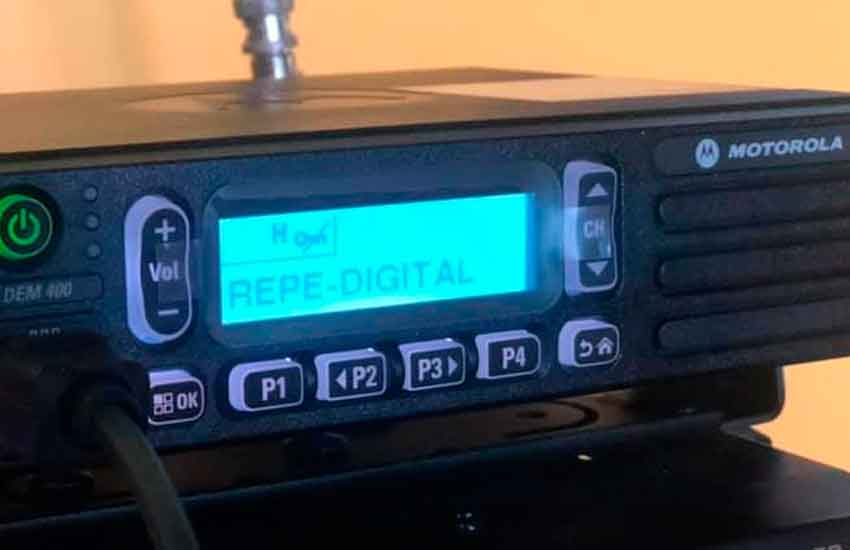 MOTOROLA
H
REPE-DIGITAL
+
Vol
−
CH
DEM 400
OK
P1
P2
P3
P4